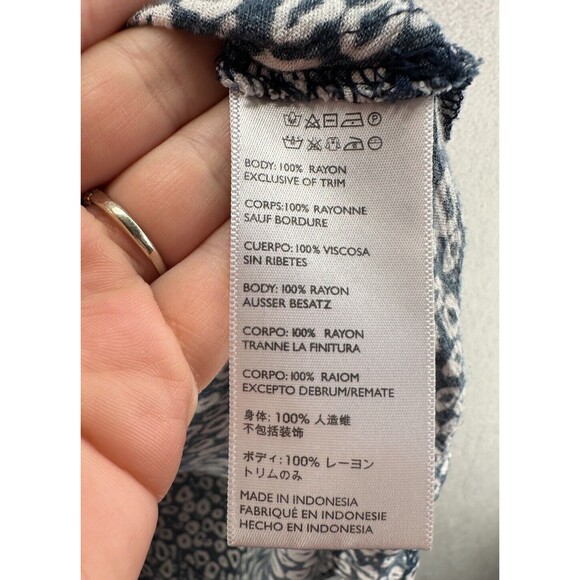 BODY: 100% RAYON
EXCLUSIVE OF TRIM
CORPS:100% RAYONNE
SAUF BORDURE
CUERPO: 100% VISCOSA
SIN RIBETES
BODY: 100% RAYON
AUSSER BESATZ
CORPO: 100% RAYON
TRANNE LA FINITURA
CORPO: 100% RAIOM
EXCEPTO DEBRUM/REMATE
身体: 100% 人造维
不包括装饰
ボディ: 100% レーヨン
トリムのみ
MADE IN INDONESIA
FABRIQUÉ EN INDONESIE
HECHO EN INDONESIA